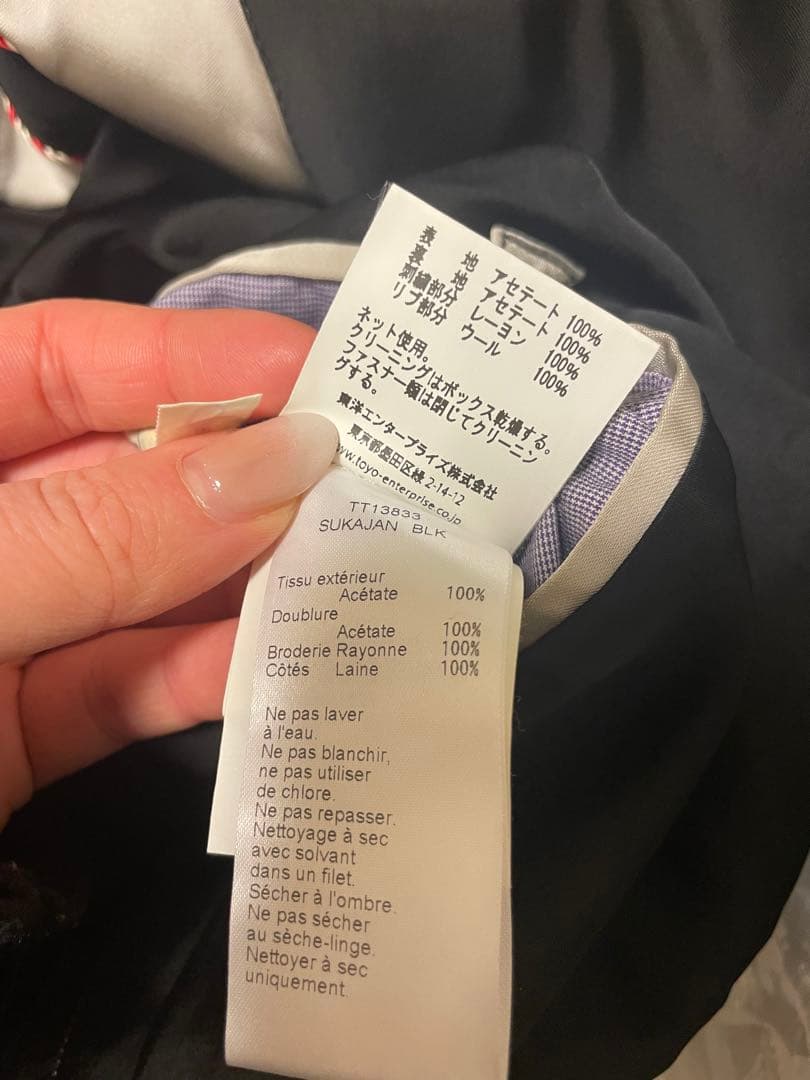 表 地 アセテート 100%
裏 地 アセテート 100%
刺繍部分 レーヨン 100%
リブ部分 ウール 100%
ネット使用。
クリーニングはボックス乾燥する。
ファスナー類は閉じてクリーニン
グする。
東洋エンタープライズ株式会社
東京都墨田区緑 2-14-12
www.toyo-enterprise.co.jp
TT13833
SUKAJAN BLK
Tissu extérieur
Acétate 100%
Doublure
Acétate 100%
Broderie Rayonne 100%
Côtés Laine 100%
Ne pas laver
à l'eau.
Ne pas blanchir,
ne pas utiliser
de chlore.
Ne pas repasser.
Nettoyage à sec
avec solvant
dans un filet.
Sécher à l'ombre.
Ne pas sécher
au sèche-linge.
Nettoyer à sec
uniquement.